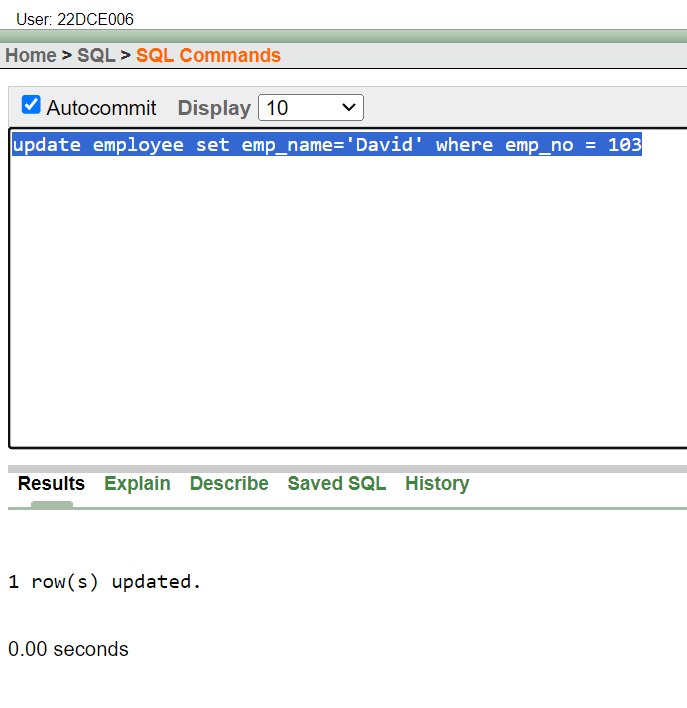 User: 22DCE006
Home > SQL > SQL Commands
Autocommit Display 10
update employee set emp_name='David' where emp_no = 103
Results Explain Describe Saved SQL History
1 row(s) updated.
0.00 seconds